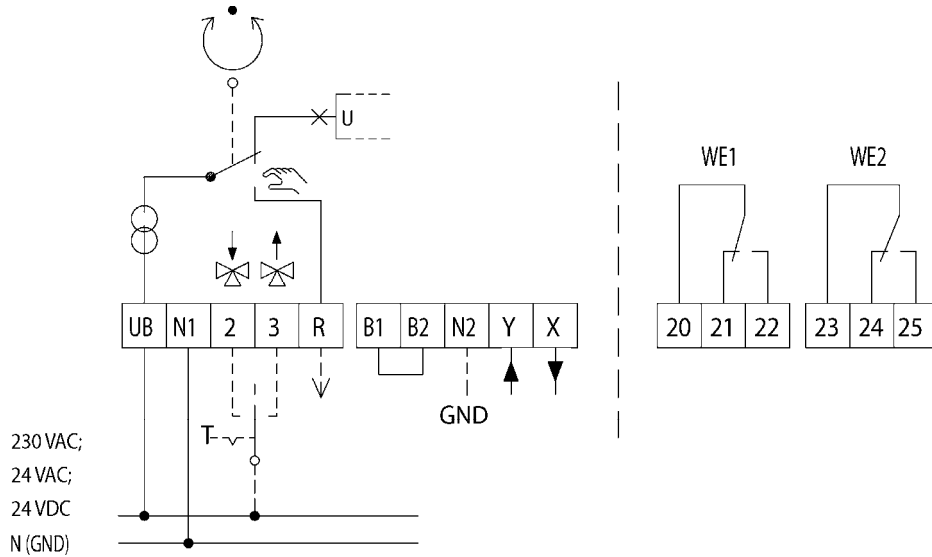 U
WE1
WE2
UB N1 2 3 R B1 B2 N2 Y X 20 21 22 23 24 25
GND
T
230 VAC;
24 VAC;
24 VDC
N (GND)